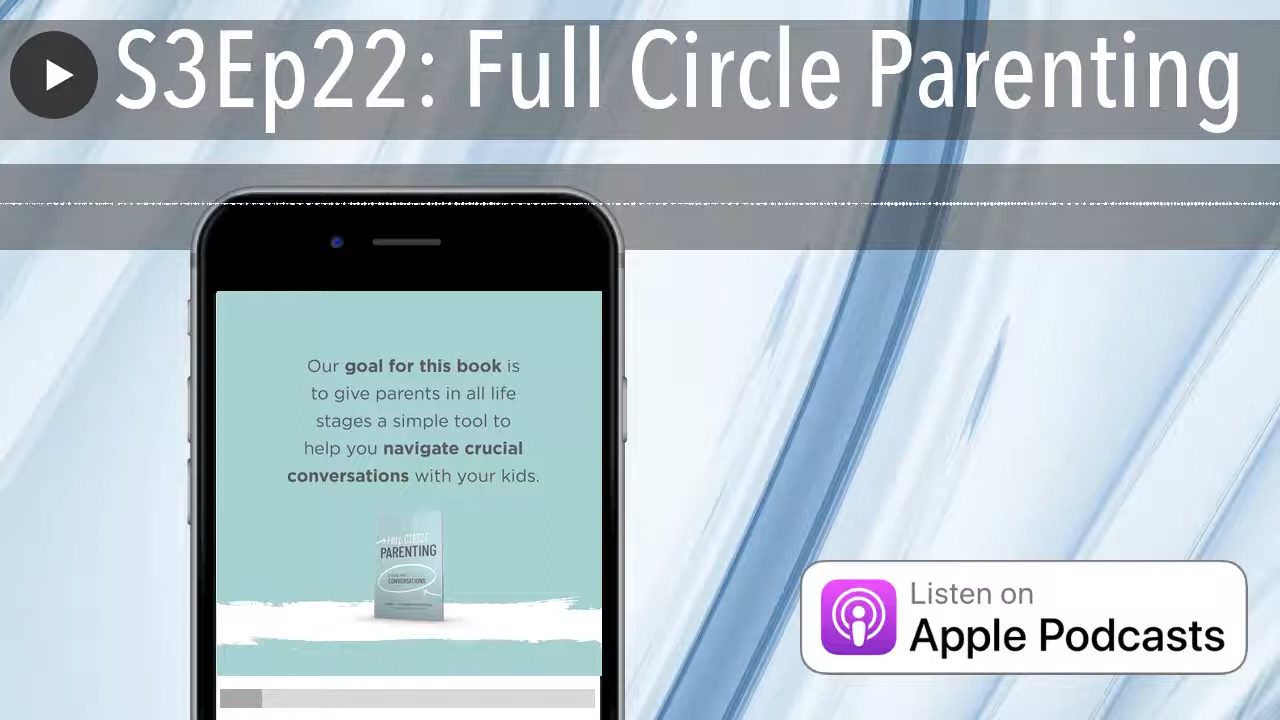 S3Ep22: Full Circle Parenting
Our goal for this book is
to give parents in all life
stages a simple tool to
help you navigate crucial
conversations with your kids.
FULL CIRCLE
PARENTING
CONVERSATIONS
Listen on
Apple Podcasts